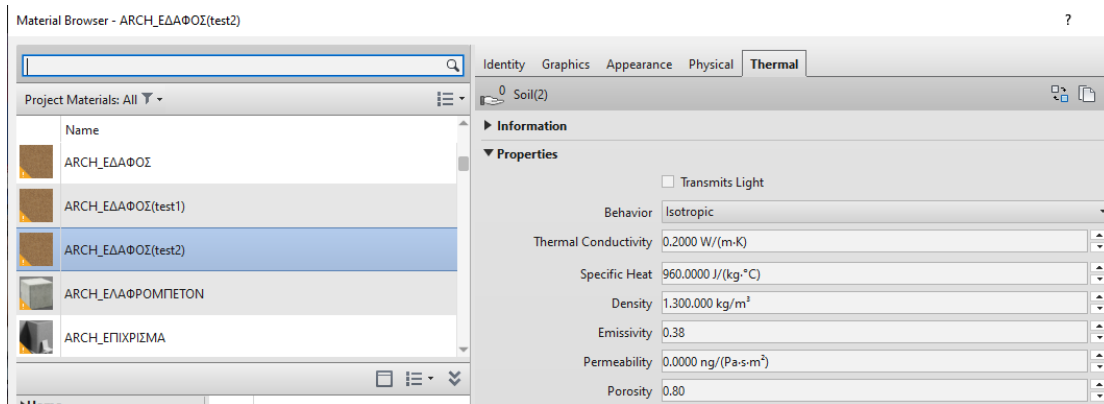 Material Browser - ARCH_ΕΔΑΦΟΣ(test2)
?
Project Materials: All
Name
ARCH_ΕΔΑΦΟΣ
ARCH_ΕΔΑΦΟΣ(test1)
ARCH_ΕΔΑΦΟΣ(test2)
ARCH_ΕΛΑΦΡΟΜΠΕΤΟΝ
ARCH_ΕΠΙΧΡΙΣΜΑ
Identity Graphics Appearance Physical Thermal
0 Soil(2)
Information
Properties
Transmits Light
Behavior Isotropic
Thermal Conductivity 0.2000 W/(m·K)
Specific Heat 960.0000 J/(kg·°C)
Density 1.300.000 kg/m³
Emissivity 0.38
Permeability 0.0000 ng/(Pa·s·m²)
Porosity 0.80